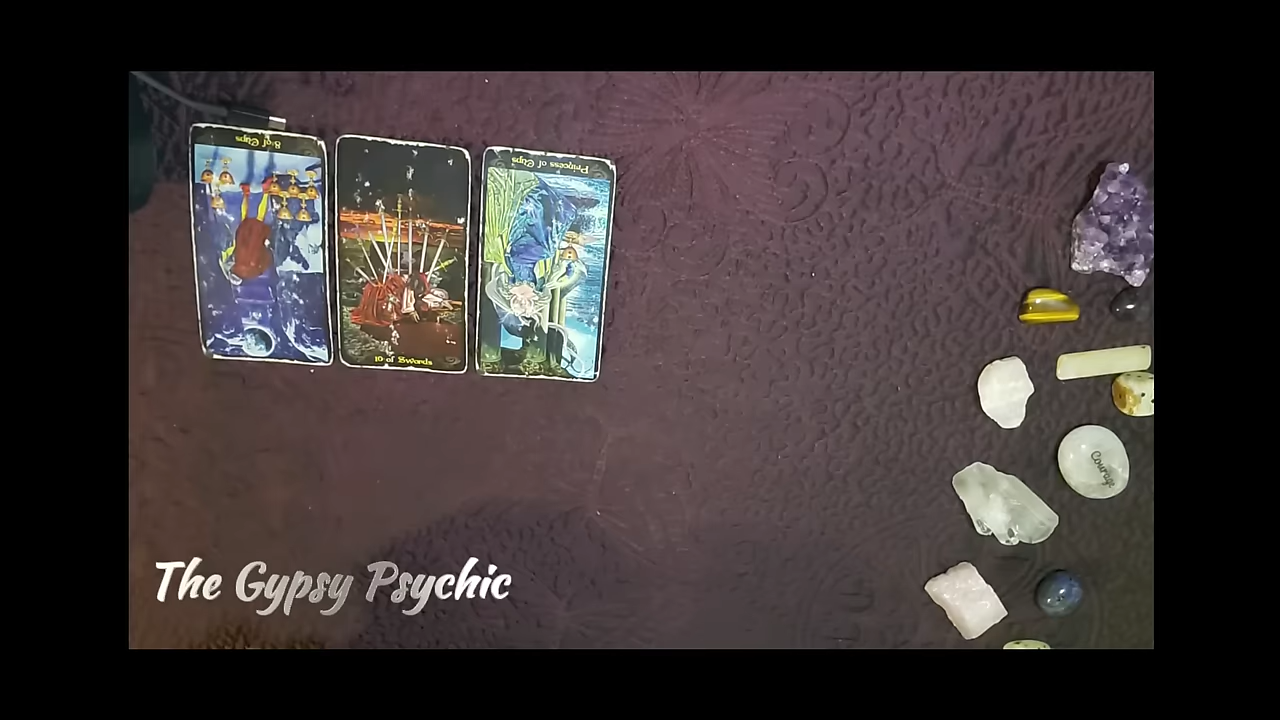 8 of Cups
10 of Swords
Princess of Cups
Courage
The Gypsy Psychic